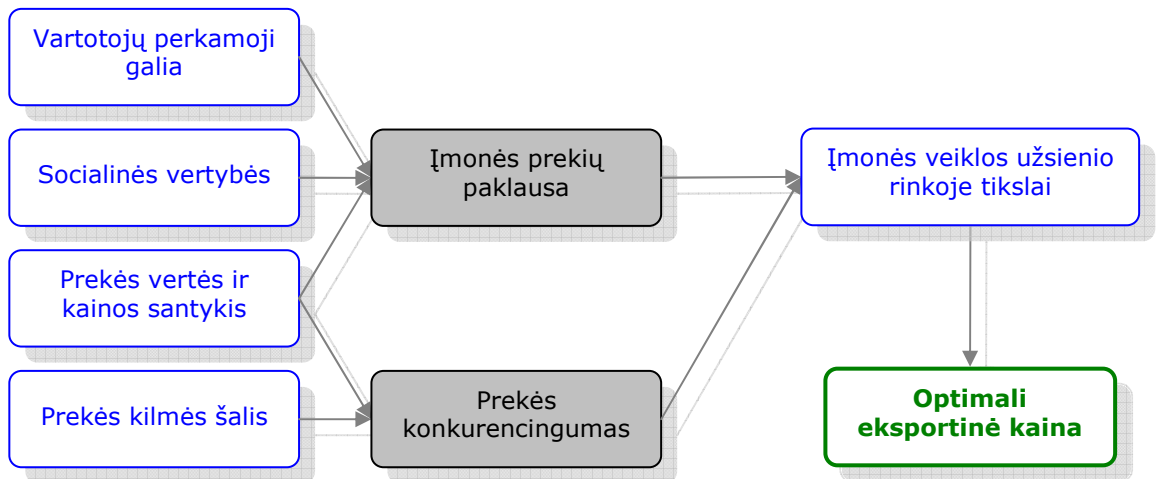 Vartotojų perkamoji
galia
Socialinės vertybės
Prekės vertės ir
kainos santykis
Prekės kilmės šalis
Įmonės prekių
paklausa
Prekės
konkurencingumas
Įmonės veiklos užsienio
rinkoje tikslai
Optimali
eksportinė kaina